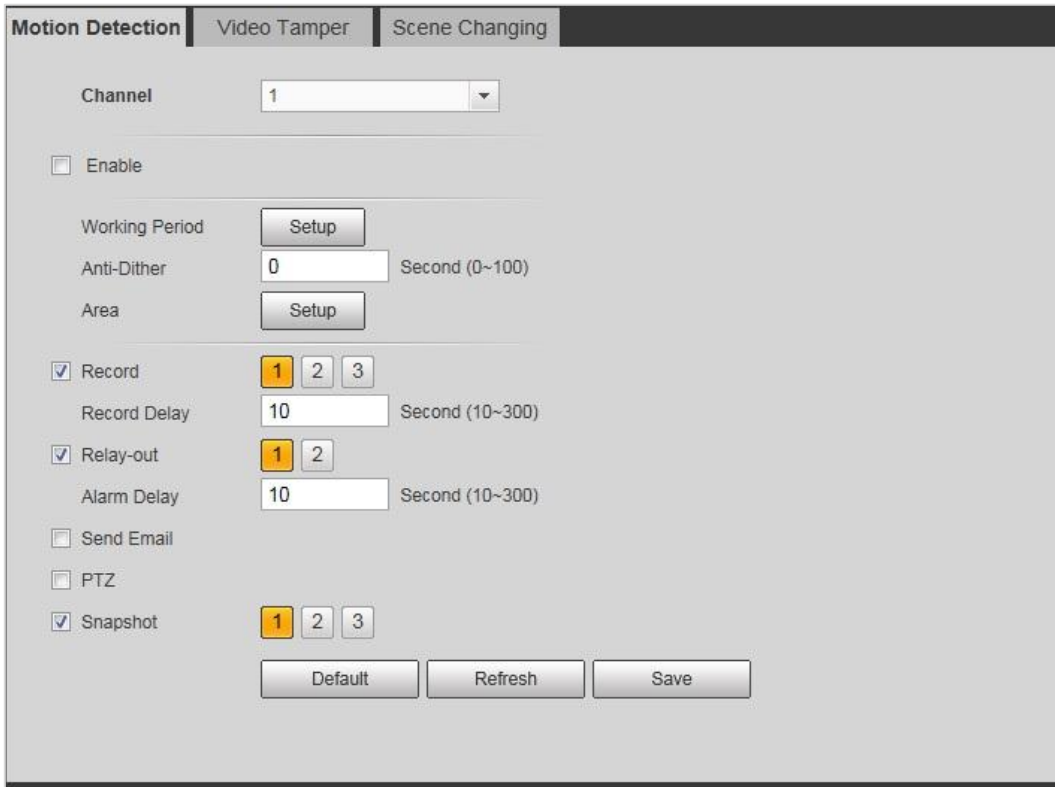 Motion Detection Video Tamper Scene Changing
Channel 1
Enable
Working Period Setup
Anti-Dither 0 Second (0~100)
Area Setup
Record 1 2 3
Record Delay 10 Second (10~300)
Relay-out 1 2
Alarm Delay 10 Second (10~300)
Send Email
PTZ
Snapshot 1 2 3
Default Refresh Save